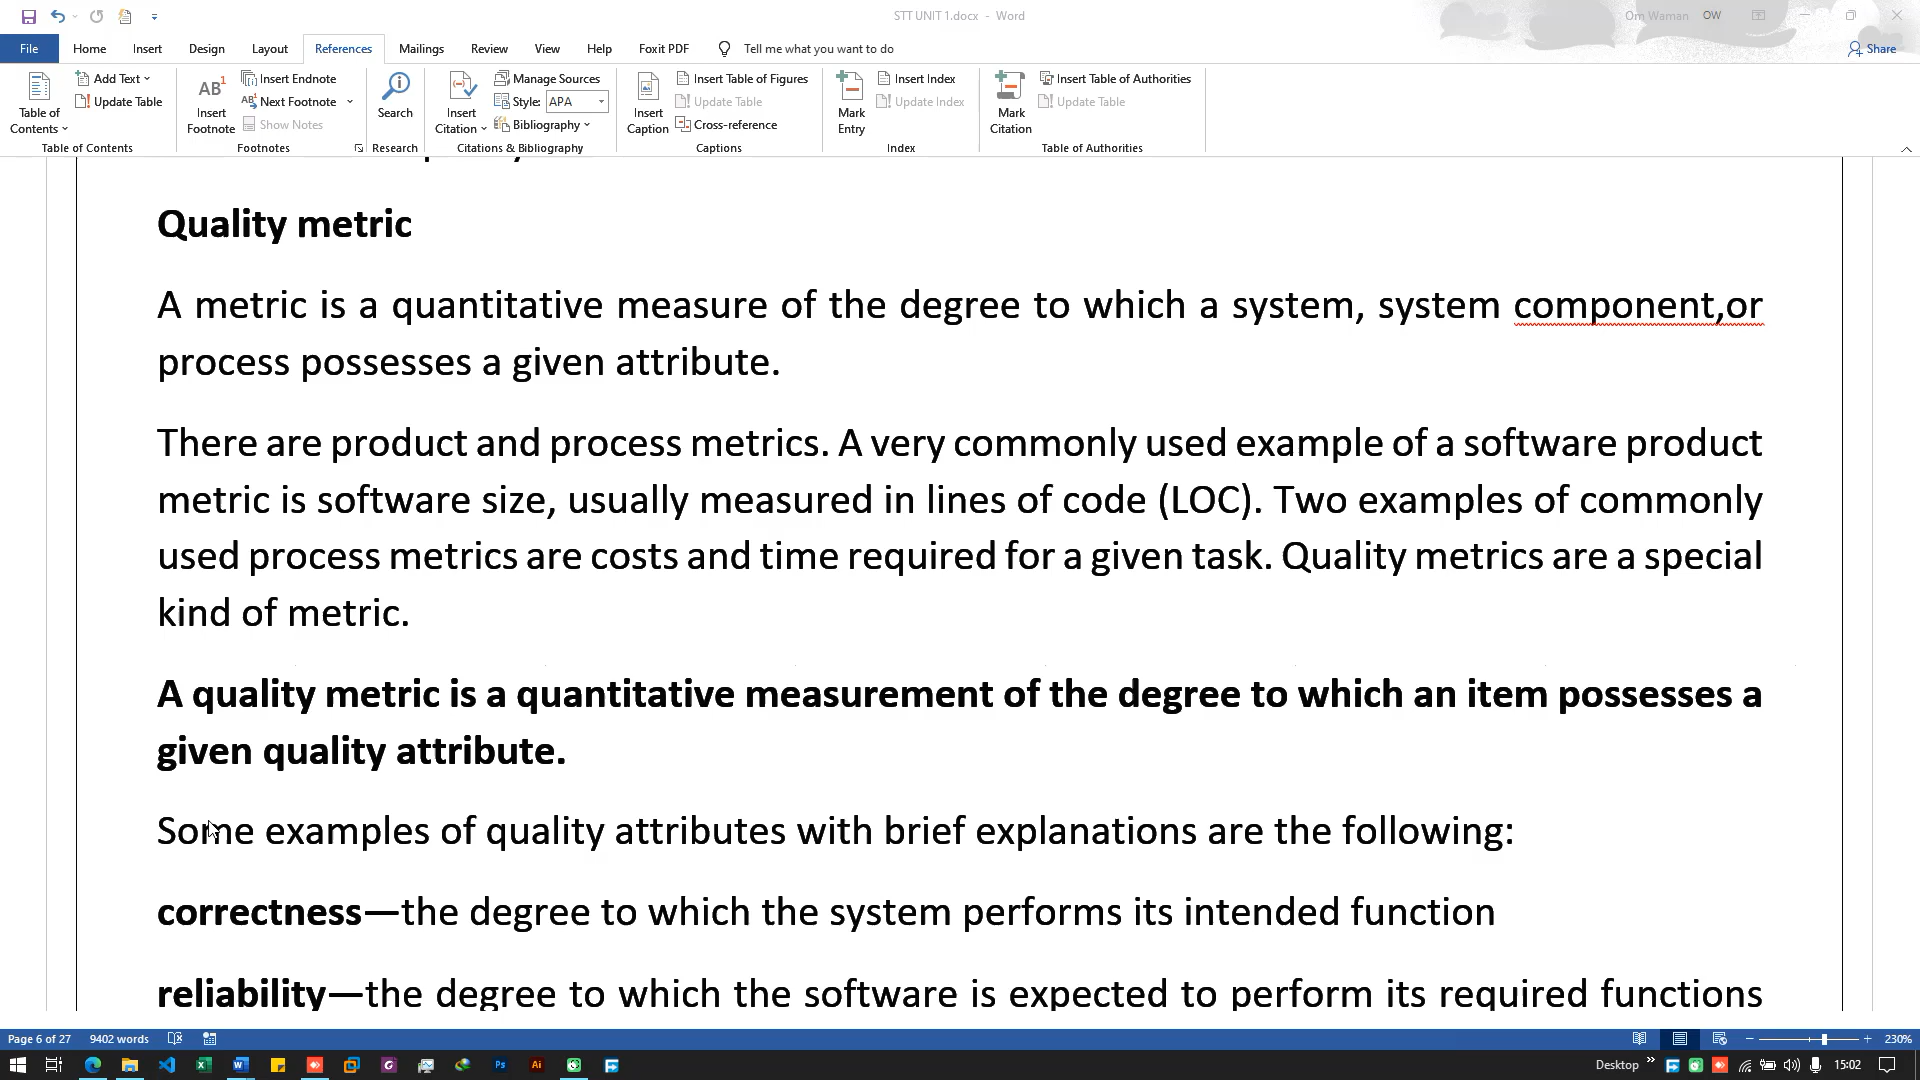 STT UNIT 1.docx - Word
Om Waman OW
File Home Insert Design Layout References Mailings Review View Help Foxit PDF Tell me what you want to do Share
Table of Contents
Add Text
Update Table
Table of Contents
AB1 Insert Footnote
Insert Endnote
Next Footnote
Show Notes
Footnotes
Search
Research
Insert Citation
Manage Sources
Style: APA
Bibliography
Citations & Bibliography
Insert Caption
Insert Table of Figures
Update Table
Cross-reference
Captions
Mark Entry
Insert Index
Update Index
Index
Mark Citation
Insert Table of Authorities
Update Table
Table of Authorities
Quality metric
A metric is a quantitative measure of the degree to which a system, system component,or
process possesses a given attribute.
There are product and process metrics. A very commonly used example of a software product
metric is software size, usually measured in lines of code (LOC). Two examples of commonly
used process metrics are costs and time required for a given task. Quality metrics are a special
kind of metric.
A quality metric is a quantitative measurement of the degree to which an item possesses a
given quality attribute.
Some examples of quality attributes with brief explanations are the following:
correctness—the degree to which the system performs its intended function
reliability—the degree to which the software is expected to perform its required functions
Page 6 of 27 9402 words 230%
Desktop 15:02